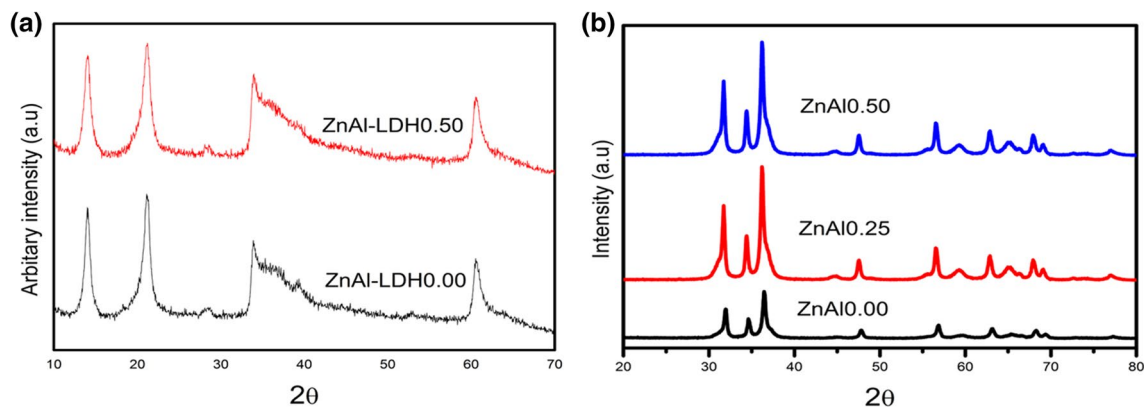 (a)
Arbitary intensity (a.u)
ZnAl-LDH0.50
ZnAl-LDH0.00
10 20 30 40 50 60 70
2θ
(b)
Intensity (a.u)
ZnAl0.50
ZnAl0.25
ZnAl0.00
20 30 40 50 60 70 80
2θ